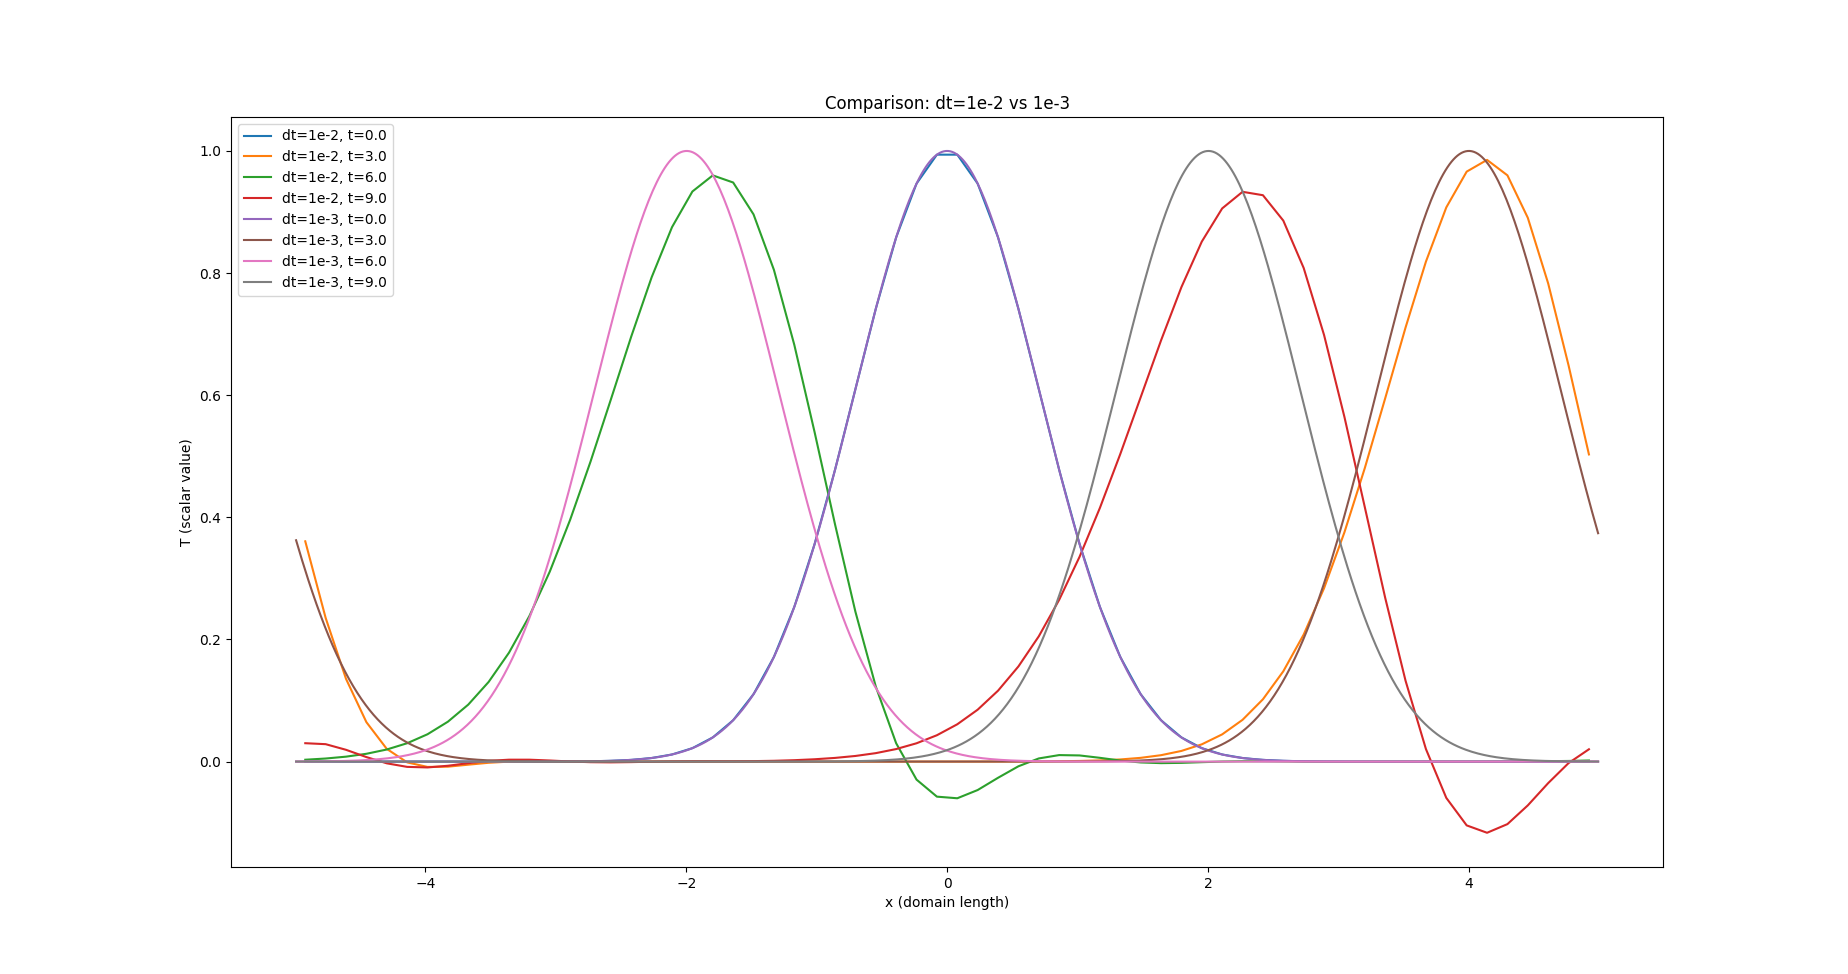 Comparison: dt=1e-2 vs 1e-3
dt=1e-2, t=0.0
dt=1e-2, t=3.0
dt=1e-2, t=6.0
dt=1e-2, t=9.0
dt=1e-3, t=0.0
dt=1e-3, t=3.0
dt=1e-3, t=6.0
dt=1e-3, t=9.0
T (scalar value)
1.0
0.8
0.6
0.4
0.2
0.0
−4
−2
0
2
4
x (domain length)